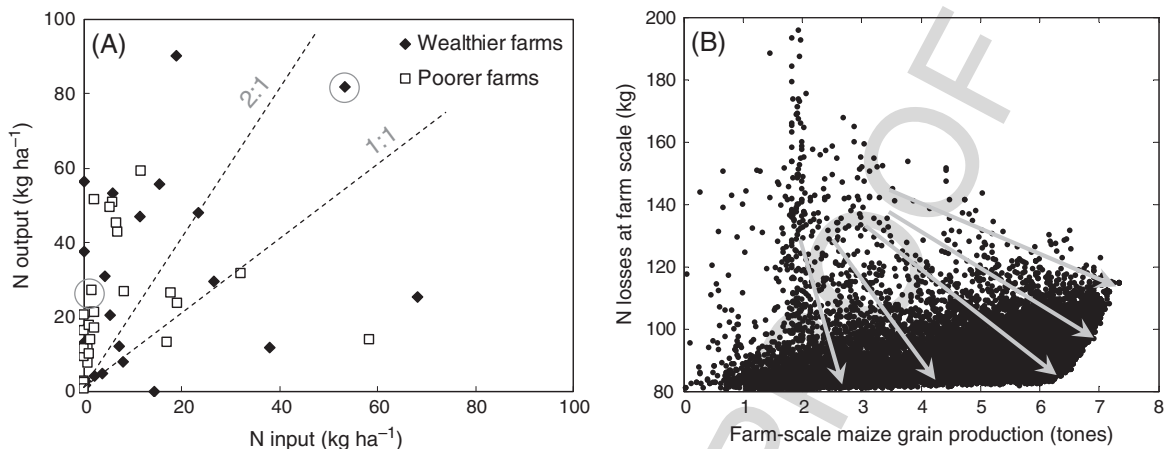 (A)
Wealthier farms
Poorer farms
2:1
1:1
100
80
60
40
20
0
0 20 40 60 80 100
N output (kg ha⁻¹)
N input (kg ha⁻¹)
(B)
200
180
160
140
120
100
80
0 1 2 3 4 5 6 7 8
N losses at farm scale (kg)
Farm-scale maize grain production (tones)
PROOF